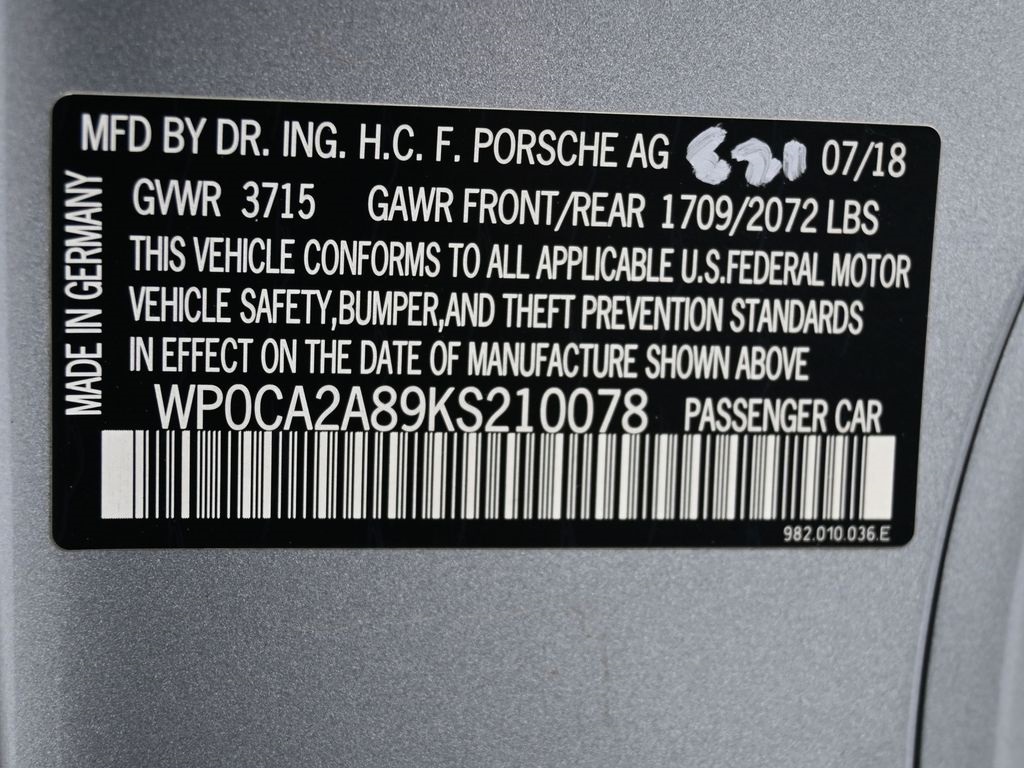 MFD BY DR. ING. H.C. F. PORSCHE AG 07/18
GVWR 3715 GAWR FRONT/REAR 1709/2072 LBS
THIS VEHICLE CONFORMS TO ALL APPLICABLE U.S.FEDERAL MOTOR
VEHICLE SAFETY,BUMPER,AND THEFT PREVENTION STANDARDS
IN EFFECT ON THE DATE OF MANUFACTURE SHOWN ABOVE
WP0CA2A89KS210078 PASSENGER CAR
982.010.036.E
MADE IN GERMANY